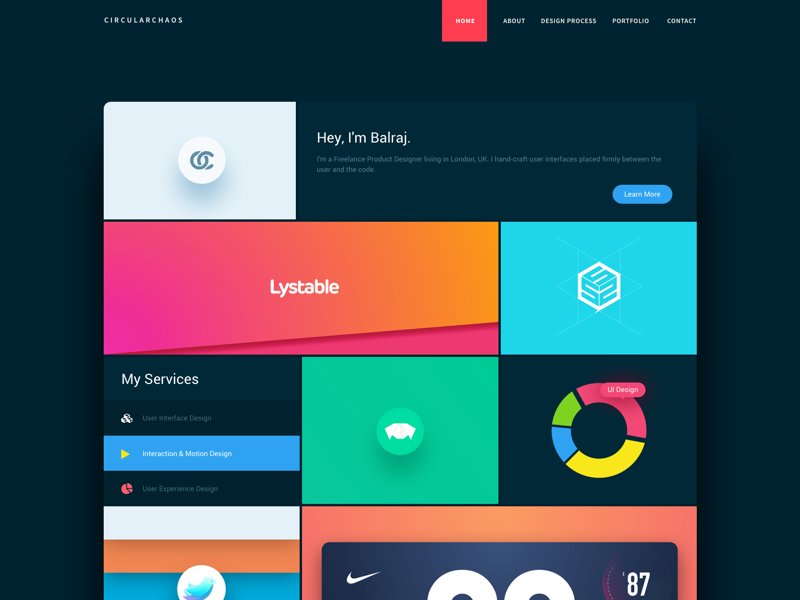 CIRCULARCHAOS
HOME
ABOUT
DESIGN PROCESS
PORTFOLIO
CONTACT
Hey, I'm Balraj.
I'm a Freelance Product Designer living in London, UK. I hand-craft user interfaces placed firmly between the
user and the code.
Learn More
Lystable
My Services
User Interface Design
Interaction & Motion Design
User Experience Design
UI Design
87